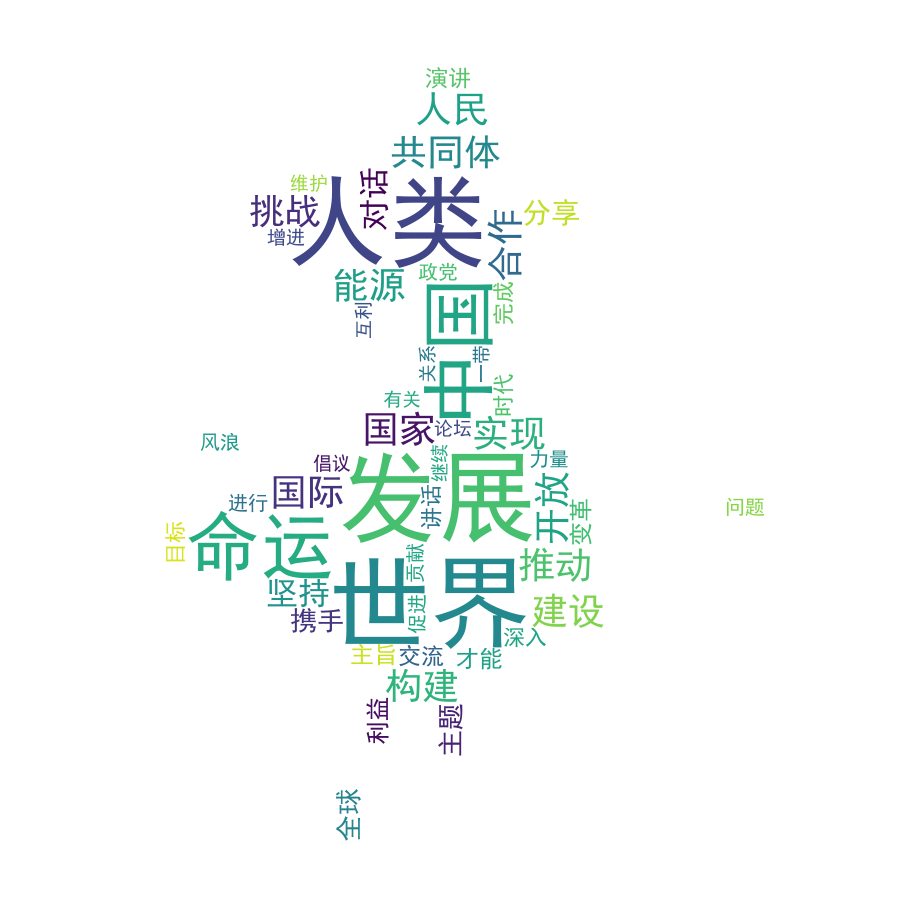 演讲
人民
共同体
维护
对话
人类
挑战
合作
分享
增进
能源
政党
中国
完成
互利
关系
一带
有关
时代
国家
论坛
实现
风浪
倡议
发展
继续
力量
国际
讲话
开放
进行
变革
问题
目标
命运
贡献
推动
世界
坚持
促进
建设
携手
深入
主旨
交流
才能
构建
利益
主题
全球